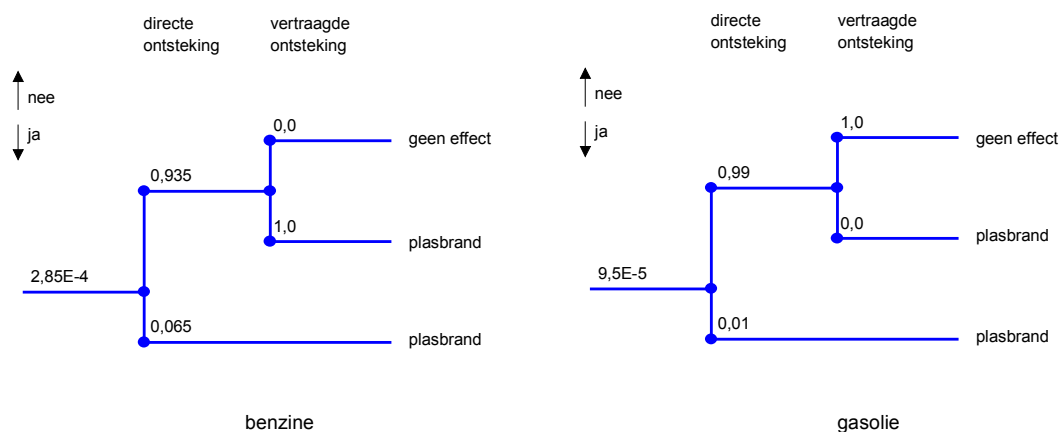 directe
ontsteking
vertraagde
ontsteking
nee
ja
0,0
geen effect
0,935
1,0
plasbrand
2,85E-4
0,065
plasbrand
benzine
directe
ontsteking
vertraagde
ontsteking
nee
ja
1,0
geen effect
0,99
0,0
plasbrand
9,5E-5
0,01
plasbrand
gasolie